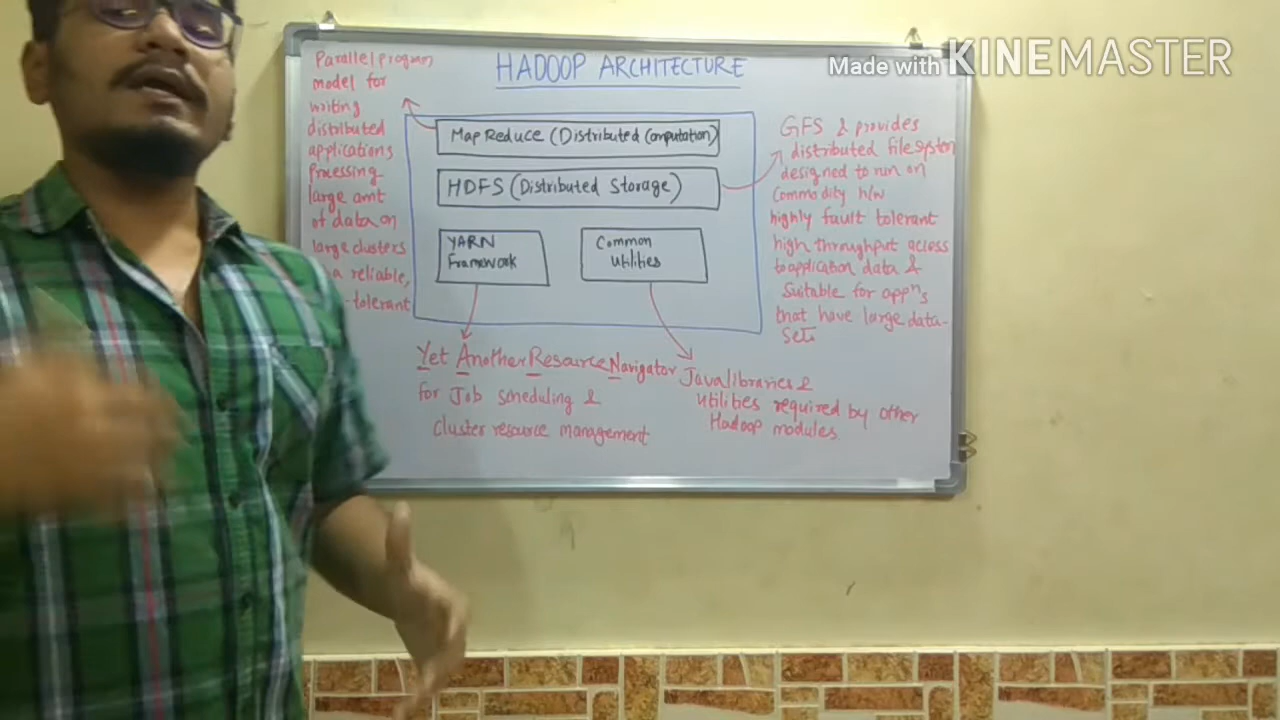 Made with KINEMASTER
HADOOP ARCHITECTURE
Parallel program
model for
writing
distributed
applications
Processing
large amt
of data on
large clusters
a reliable,
-tolerant
Map Reduce (Distributed Computation)
HDFS (Distributed Storage)
YARN
Framework
Common
Utilities
GFS & provides
distributed filesystem
designed to run on
Commodity h/w
highly fault tolerant
high throughput access
to application data &
Suitable for appns
that have large data-
Sets
Yet Another Resource Navigator
for Job scheduling &
cluster resource management
Java libraries &
utilities required by other
Hadoop modules.